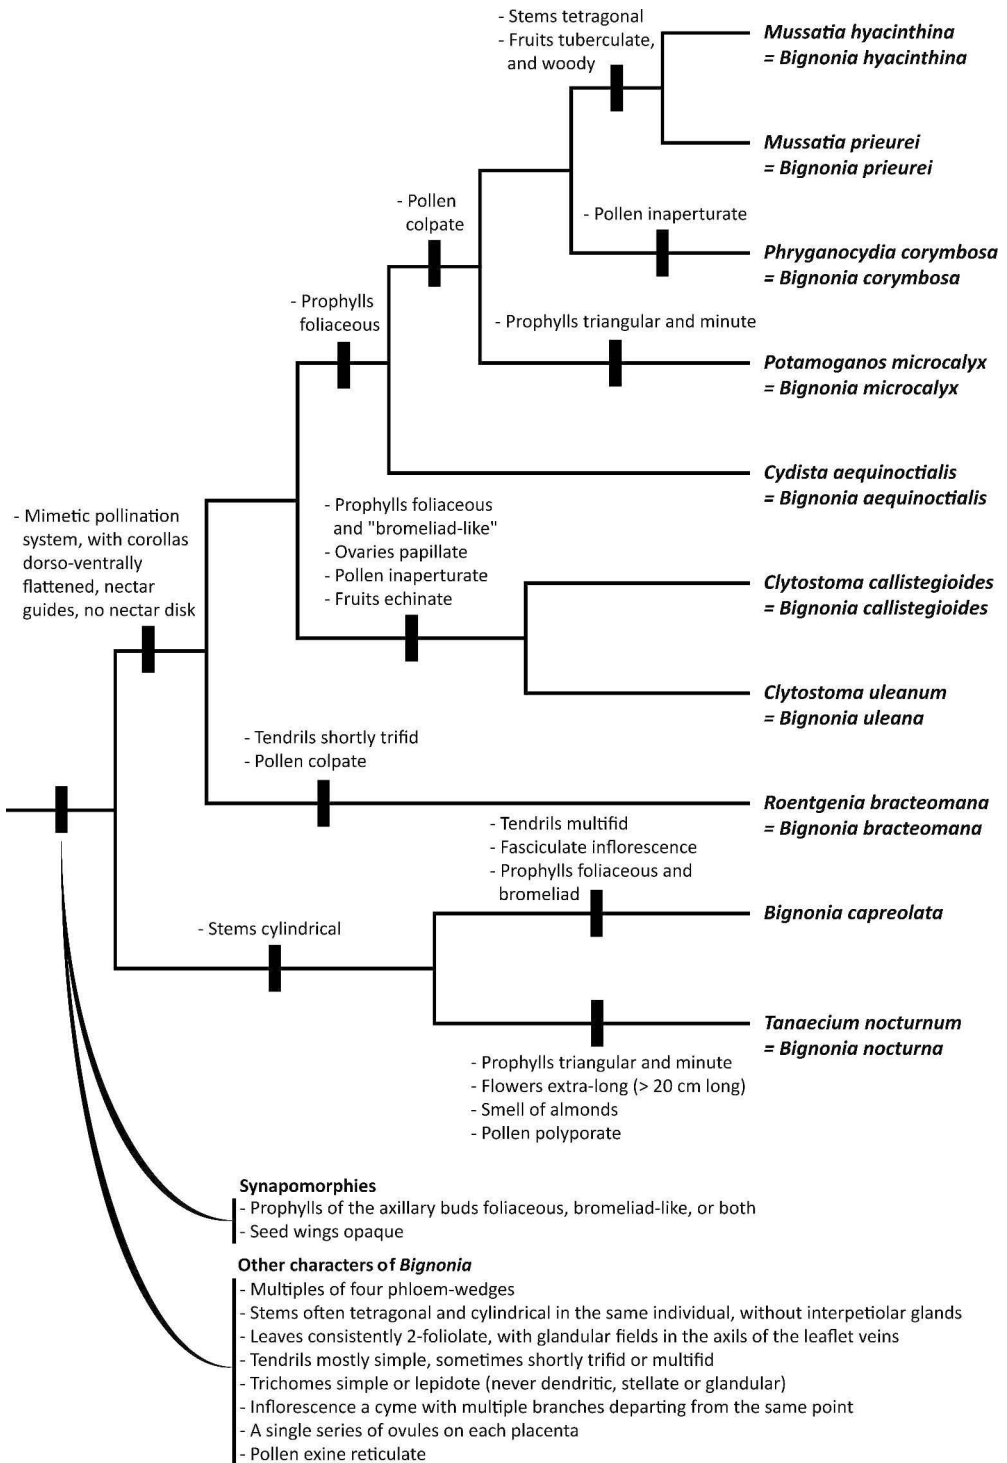 - Stems tetragonal
- Fruits tuberculate,
and woody
Mussatia hyacinthina
= Bignonia hyacinthina
Mussatia prieurei
= Bignonia prieurei
- Pollen
colpate
- Pollen inaperturate
Phryganocydia corymbosa
= Bignonia corymbosa
- Prophylls
foliaceous
- Prophylls triangular and minute
Potamoganos microcalyx
= Bignonia microcalyx
Cydista aequinoctialis
= Bignonia aequinoctialis
- Mimetic pollination
system, with corollas
dorso-ventrally
flattened, nectar
guides, no nectar disk
- Prophylls foliaceous
and "bromeliad-like"
- Ovaries papillate
- Pollen inaperturate
- Fruits echinate
Clytostoma callistegioides
= Bignonia callistegioides
Clytostoma uleanum
= Bignonia uleana
- Tendrils shortly trifid
- Pollen colpate
Roentgenia bracteomana
= Bignonia bracteomana
- Tendrils multifid
- Fasciculate inflorescence
- Prophylls foliaceous and
bromeliad
Bignonia capreolata
- Stems cylindrical
Tanaecium nocturnum
= Bignonia nocturna
- Prophylls triangular and minute
- Flowers extra-long (> 20 cm long)
- Smell of almonds
- Pollen polyporate
Synapomorphies
- Prophylls of the axillary buds foliaceous, bromeliad-like, or both
- Seed wings opaque
Other characters of Bignonia
- Multiples of four phloem-wedges
- Stems often tetragonal and cylindrical in the same individual, without interpetiolar glands
- Leaves consistently 2-foliolate, with glandular fields in the axils of the leaflet veins
- Tendrils mostly simple, sometimes shortly trifid or multifid
- Trichomes simple or lepidote (never dendritic, stellate or glandular)
- Inflorescence a cyme with multiple branches departing from the same point
- A single series of ovules on each placenta
- Pollen exine reticulate